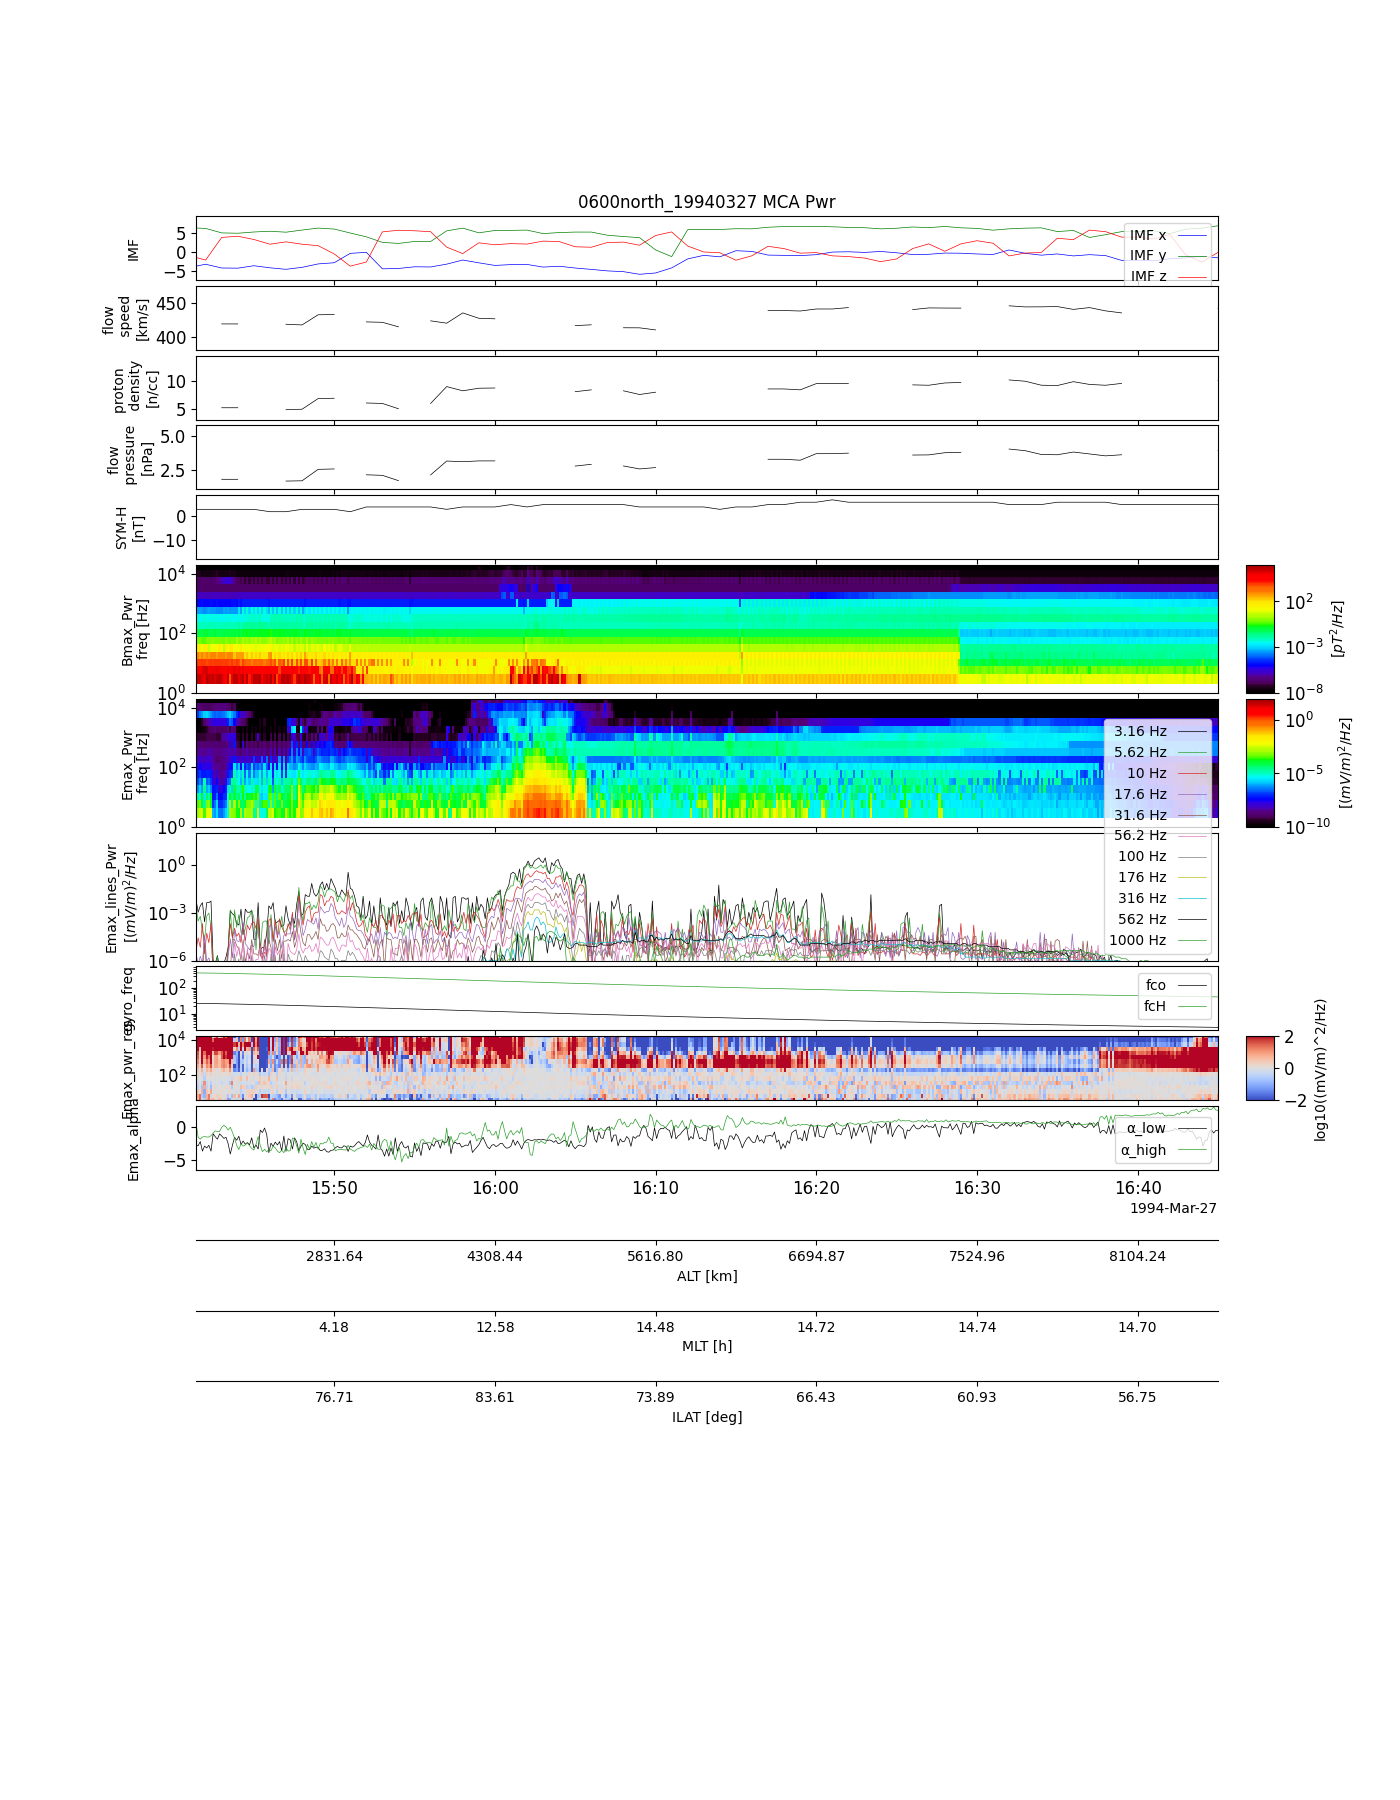 0600north_19940327 MCA Pwr
IMF
5
0
−5
IMF x
IMF y
IMF z
flow
speed
[km/s]
450
400
proton
density
[n/cc]
10
5
flow
pressure
[nPa]
5.0
2.5
SYM-H
[nT]
0
−10
Bmax_Pwr
freq [Hz]
10^4
10^2
10^0
10^2
10^-3
10^-8
[pT^2/Hz]
Emax_Pwr
freq [Hz]
10^4
10^2
10^0
10^0
10^-5
10^-10
[(mV/m)^2/Hz]
3.16 Hz
5.62 Hz
10 Hz
17.6 Hz
31.6 Hz
56.2 Hz
100 Hz
176 Hz
316 Hz
562 Hz
1000 Hz
Emax_lines_Pwr
[(mV/m)^2/Hz]
10^0
10^-3
10^-6
gyro_freq
10^2
10^1
fco
fcH
Emax_pwr_reg
10^4
10^2
2
0
−2
log10((mV/m)^2/Hz)
Emax_alpha
0
−5
α_low
α_high
15:50 16:00 16:10 16:20 16:30 16:40
1994-Mar-27
2831.64 4308.44 5616.80 6694.87 7524.96 8104.24
ALT [km]
4.18 12.58 14.48 14.72 14.74 14.70
MLT [h]
76.71 83.61 73.89 66.43 60.93 56.75
ILAT [deg]